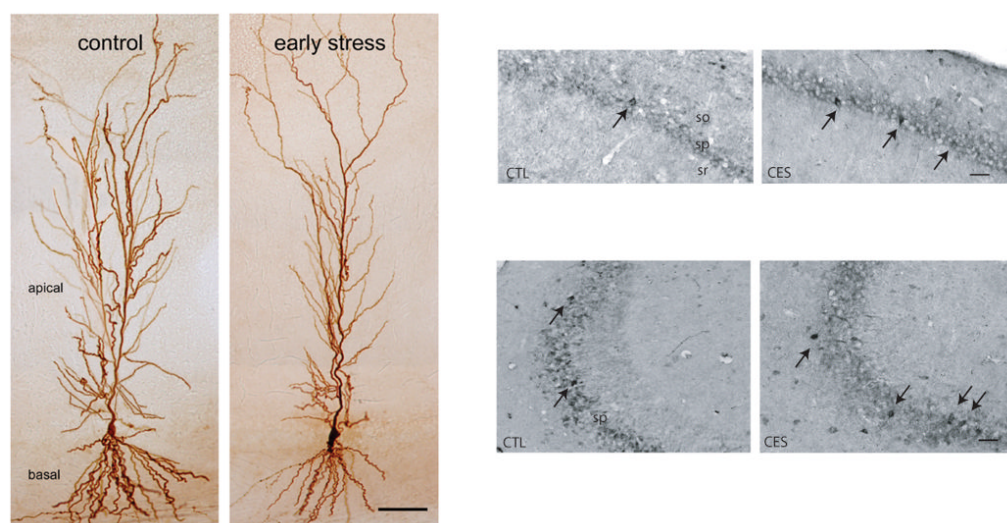 control
early stress
apical
basal
so
sp
sr
CTL
CES
sp
CTL
CES